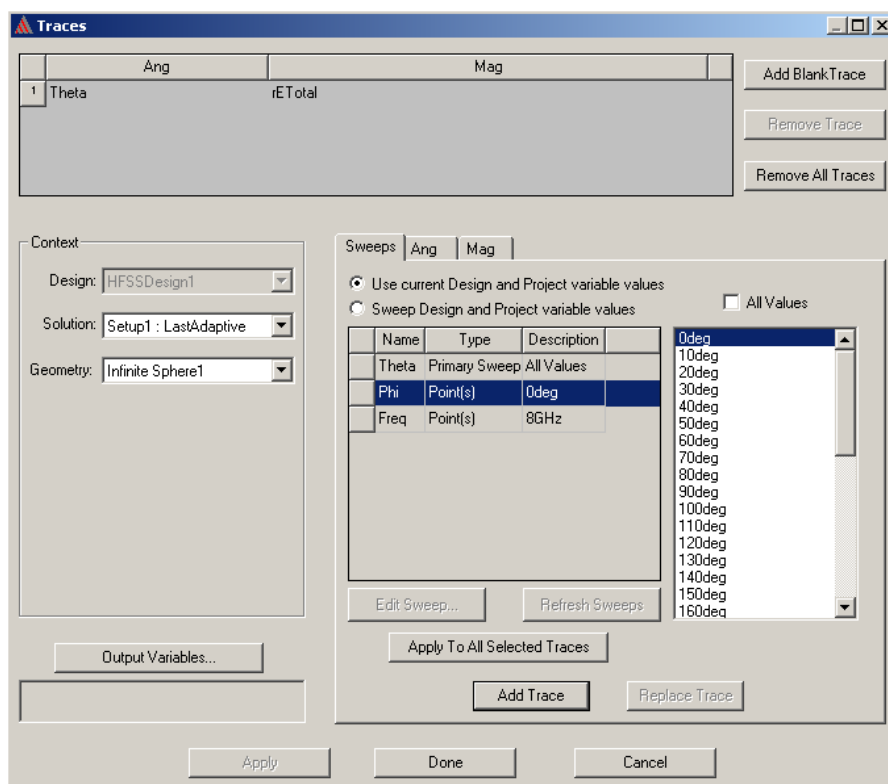 Traces
Ang Mag
1 Theta rETotal
Add BlankTrace
Remove Trace
Remove All Traces
Context
Design: HFSSDesign1
Solution: Setup1 : LastAdaptive
Geometry: Infinite Sphere1
Output Variables...
Sweeps Ang Mag
Use current Design and Project variable values
Sweep Design and Project variable values
All Values
Name Type Description
Theta Primary Sweep All Values
Phi Point(s) 0deg
Freq Point(s) 8GHz
0deg
10deg
20deg
30deg
40deg
50deg
60deg
70deg
80deg
90deg
100deg
110deg
120deg
130deg
140deg
150deg
160deg
Edit Sweep... Refresh Sweeps
Apply To All Selected Traces
Add Trace Replace Trace
Apply Done Cancel